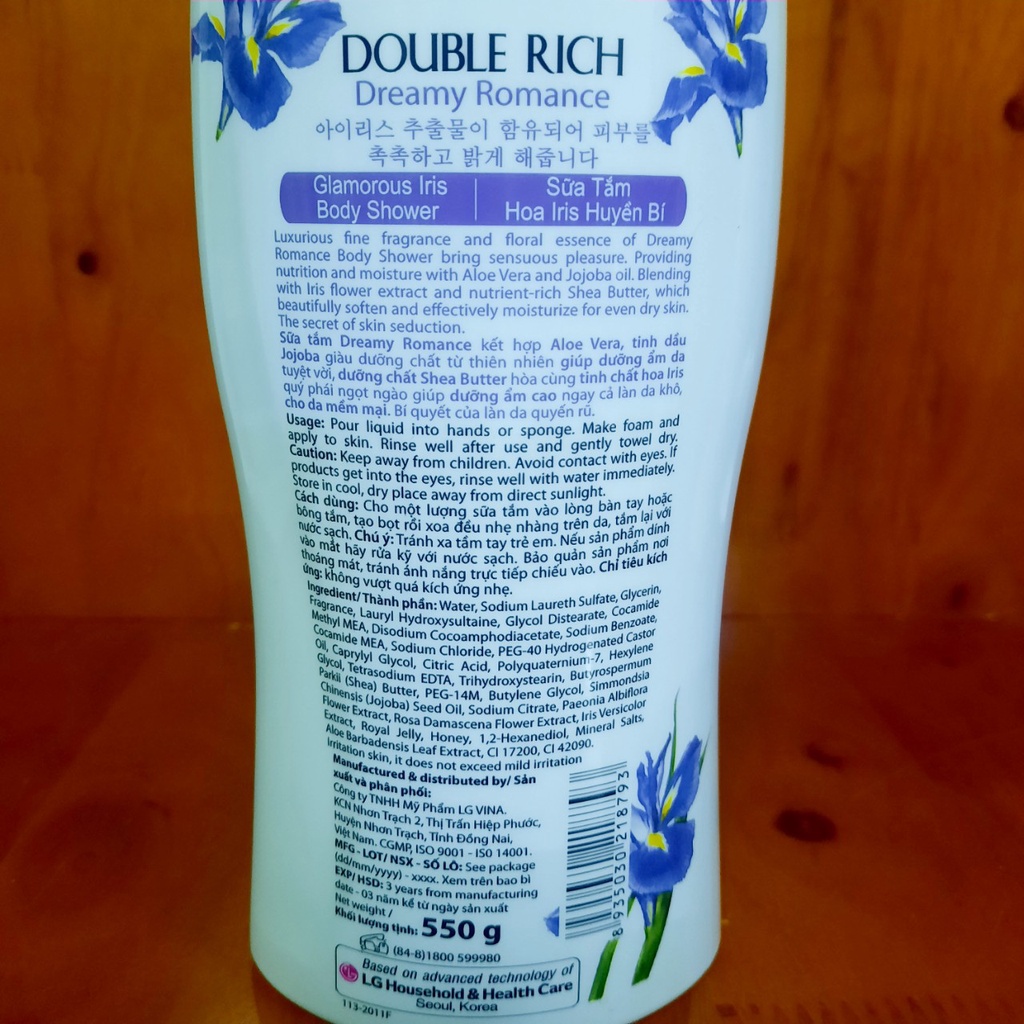 DOUBLE RICH
Dreamy Romance
아이리스 추출물이 함유되어 피부를
촉촉하고 밝게 해줍니다
Glamorous Iris
Body Shower
Sữa Tắm
Hoa Iris Huyền Bí
Luxurious fine fragrance and floral essence of Dreamy
Romance Body Shower bring sensuous pleasure. Providing
nutrition and moisture with Aloe Vera and Jojoba oil. Blending
with Iris flower extract and nutrient-rich Shea Butter, which
beautifully soften and effectively moisturize for even dry skin.
The secret of skin seduction.
Sữa tắm Dreamy Romance kết hợp Aloe Vera, tinh dầu
Jojoba giàu dưỡng chất từ thiên nhiên giúp dưỡng ẩm da
tuyệt vời, dưỡng chất Shea Butter hòa cùng tinh chất hoa Iris
quý phái ngọt ngào giúp dưỡng ẩm cao ngay cả làn da khô,
cho da mềm mại. Bí quyết của làn da quyến rũ.
Usage: Pour liquid into hands or sponge. Make foam and
apply to skin. Rinse well after use and gently towel dry.
Caution: Keep away from children. Avoid contact with eyes. If
products get into the eyes, rinse well with water immediately.
Store in cool, dry place away from direct sunlight.
Cách dùng: Cho một lượng sữa tắm vào lòng bàn tay hoặc
bông tắm, tạo bọt rồi xoa đều nhẹ nhàng trên da, tắm lại với
nước sạch. Chú ý: Tránh xa tầm tay trẻ em. Nếu sản phẩm dính
vào mắt hãy rửa kỹ với nước sạch. Bảo quản sản phẩm nơi
thoáng mát, tránh ánh nắng trực tiếp chiếu vào. Chỉ tiêu kích
ứng: không vượt quá kích ứng nhẹ.
Ingredient/ Thành phần: Water, Sodium Laureth Sulfate, Glycerin,
Fragrance, Lauryl Hydroxysultaine, Glycol Distearate, Cocamide
Methyl MEA, Disodium Cocoamphodiacetate, Sodium Benzoate,
Cocamide MEA, Sodium Chloride, PEG-40 Hydrogenated Castor
Oil, Caprylyl Glycol, Citric Acid, Polyquaternium-7, Hexylene
Glycol, Tetrasodium EDTA, Trihydroxystearin, Butyrospermum
Parkii (Shea) Butter, PEG-14M, Butylene Glycol, Simmondsia
Chinensis (Jojoba) Seed Oil, Sodium Citrate, Paeonia Albiflora
Flower Extract, Rosa Damascena Flower Extract, Iris Versicolor
Extract, Royal Jelly, Honey, 1,2-Hexanediol, Mineral Salts,
Aloe Barbadensis Leaf Extract, CI 17200, CI 42090.
Irritation skin, it does not exceed mild irritation
Manufactured & distributed by/ Sản
xuất và phân phối:
Công ty TNHH Mỹ Phẩm LG VINA.
KCN Nhơn Trạch 2, Thị Trấn Hiệp Phước,
Huyện Nhơn Trạch, Tỉnh Đồng Nai,
Việt Nam. CGMP, ISO 9001 - ISO 14001.
MFG - LOT/ NSX - SỐ LÔ: See package
(dd/mm/yyyy) - xxxx. Xem trên bao bì
EXP/ HSD: 3 years from manufacturing
date - 03 năm kể từ ngày sản xuất
Net weight /
Khối lượng tịnh: 550 g
8935030218793
(84-8)1800 599980
LG Based on advanced technology of
LG Household & Health Care
Seoul, Korea
113-2011F